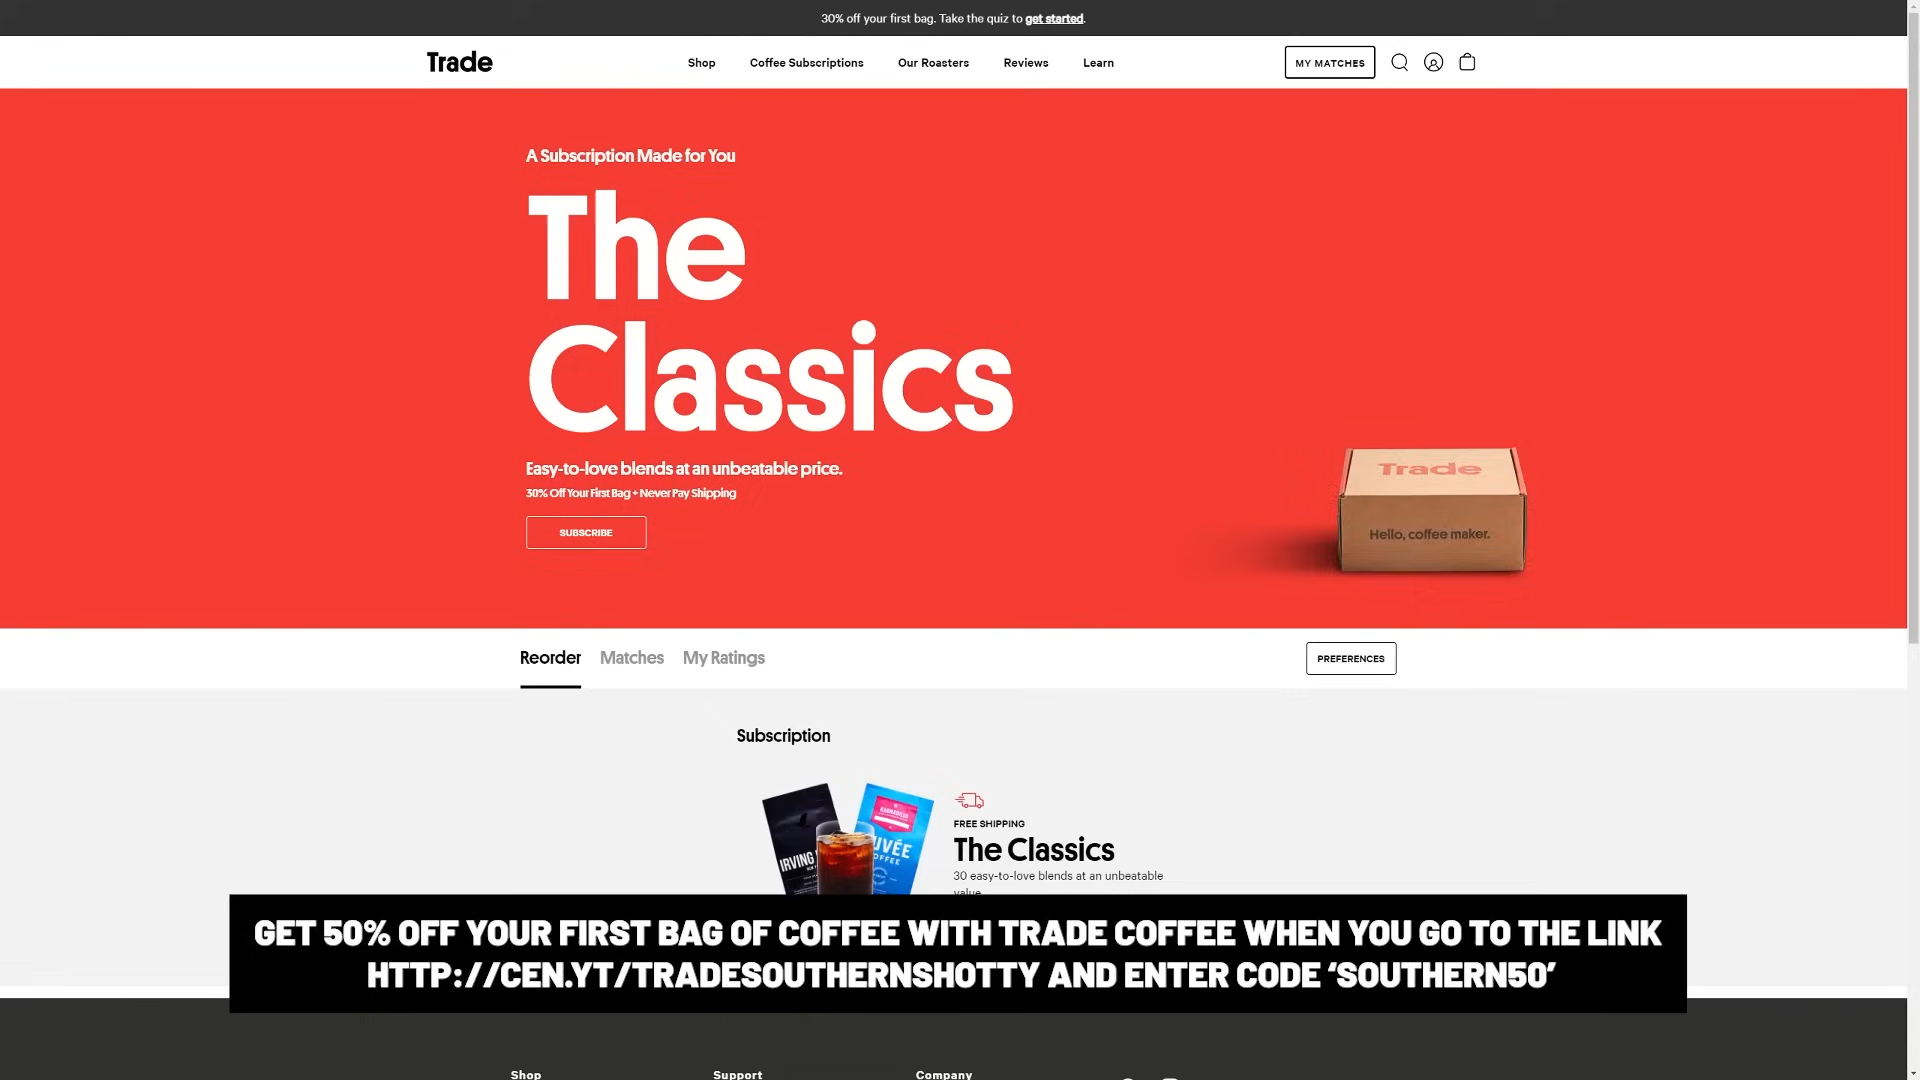 30% off your first bag. Take the quiz to get started.
Trade
Shop
Coffee Subscriptions
Our Roasters
Reviews
Learn
MY MATCHES
A Subscription Made for You
The
Classics
Easy-to-love blends at an unbeatable price.
30% Off Your First Bag + Never Pay Shipping
SUBSCRIBE
Trade
Hello, coffee maker.
Reorder
Matches
My Ratings
PREFERENCES
Subscription
IRVING
UVÉE
OFFEE
FREE SHIPPING
The Classics
30 easy-to-love blends at an unbeatable
value
GET 50% OFF YOUR FIRST BAG OF COFFEE WITH TRADE COFFEE WHEN YOU GO TO THE LINK
HTTP://CEN.YT/TRADESOUTHERNSHOTTY AND ENTER CODE ‘SOUTHERN50’
Shop
Support
Company